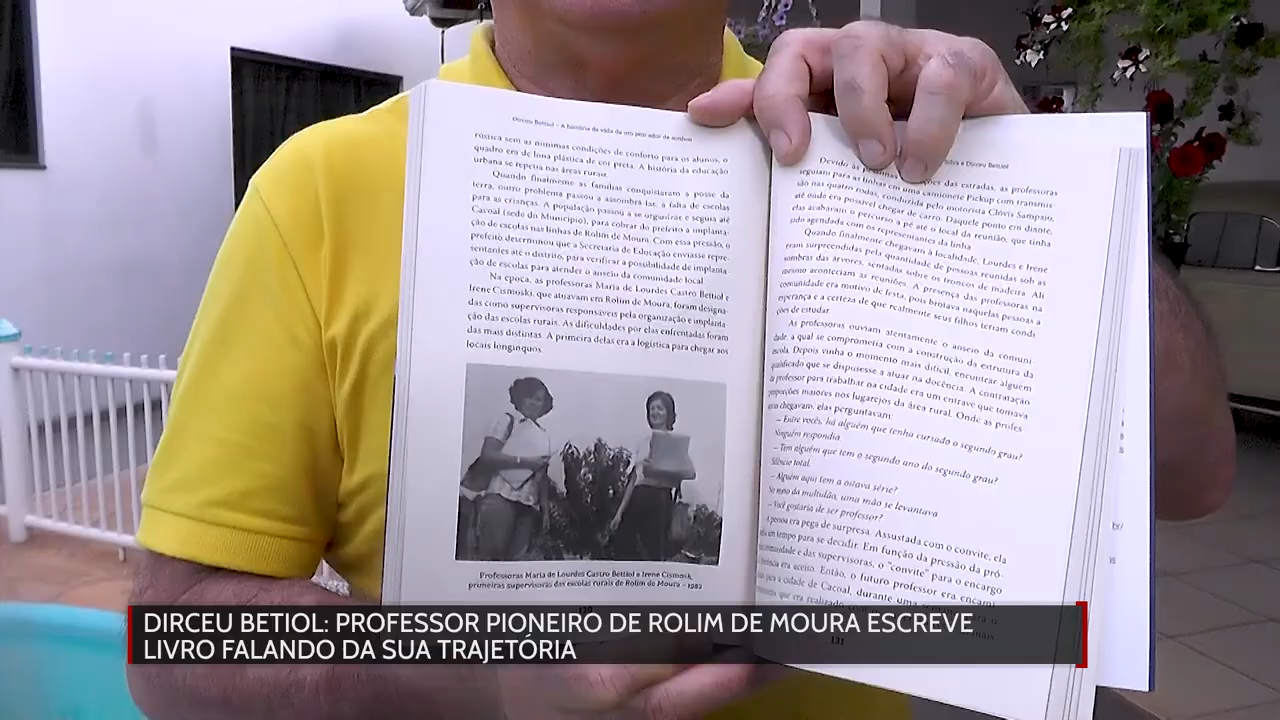 Dirceu Bettiol – A história da vida de um pescador de sonhos
rústica sem as mínimas condições de conforto para os alunos, o
quadro era de lona plástica de cor preta. A história da educação
urbana se repetia nas áreas rurais.
Quando finalmente as famílias conquistaram a posse da
terra, outro problema passou a assombrá-las: a falta de escolas
para as crianças. A população passou a se organizar e seguia até
Cacoal (sede do Município), para cobrar do prefeito a implanta-
ção de escolas nas linhas de Rolim de Moura. Com essa pressão, o
prefeito determinou que a Secretaria de Educação enviasse repre-
sentantes até o distrito, para verificar a possibilidade de implanta-
ção de escolas para atender o anseio da comunidade local.
Na época, as professoras Maria de Lourdes Castro Bettiol e
Irene Cismoski, que atuavam em Rolim de Moura, foram designa-
das como supervisoras responsáveis pela organização e implanta-
ção das escolas rurais. As dificuldades por elas enfrentadas foram
das mais distintas. A primeira delas era a logística para chegar aos
locais longínquos.
Professoras Maria de Lourdes Castro Bettiol e Irene Cismoski,
primeiras supervisoras das escolas rurais de Rolim de Moura – 1982
130
Silva e Dirceu Bettiol
Devido às condições das estradas, as professoras
seguiam para as linhas em uma camionete Pickup com transmis-
são nas quatro rodas, conduzida pelo motorista Clóvis Sampaio,
até onde era possível chegar de carro. Daquele ponto em diante,
elas acabavam o percurso a pé até o local da reunião, que tinha
sido agendada com os representantes da linha.
Quando finalmente chegavam à localidade, Lourdes e Irene
eram surpreendidas pela quantidade de pessoas reunidas sob as
sombras das árvores, sentadas sobre os troncos de madeira. Ali
mesmo aconteciam as reuniões. A presença das professoras na
comunidade era motivo de festa, pois brotava naquelas pessoas a
esperança e a certeza de que realmente seus filhos teriam condi
ções de estudar.
As professoras ouviam atentamente o anseio da comuni
dade, a qual se comprometia com a construção da estrutura da
escola. Depois vinha o momento mais difícil, encontrar alguém
qualificado que se dispusesse a atuar na docência. A contratação
de professor para trabalhar na cidade era um entrave que tomava
proporções maiores nos lugarejos da área rural. Onde as profes
soras chegavam, elas perguntavam:
– Entre vocês, há alguém que tenha cursado o segundo grau?
Ninguém respondia
– Tem alguém que tem o segundo ano do segundo grau?
Silêncio total.
– Alguém aqui tem a oitava série?
No meio da multidão, uma mão se levantava
– Você gostaria de ser professor?
A pessoa era pega de surpresa. Assustada com o convite, ela
um tempo para se decidir. Em função da pressão da pró-
comunidade e das supervisoras, o "convite" para o encargo
era aceito. Então, o futuro professor era encami
para a cidade de Cacoal, durante uma
que era realizado
131
DIRCEU BETIOL: PROFESSOR PIONEIRO DE ROLIM DE MOURA ESCREVE
LIVRO FALANDO DA SUA TRAJETÓRIA